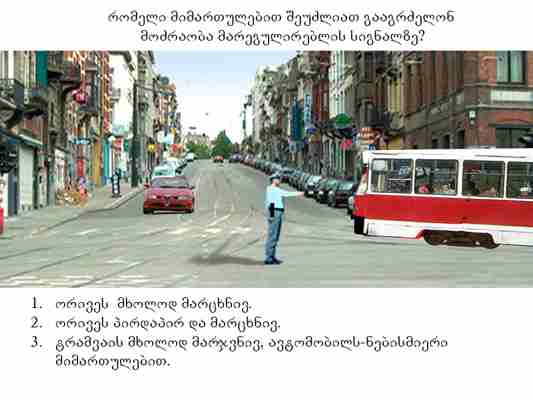 რომელი მიმართულებით შეუძლიათ გააგრძელონ
მოძრაობა მარეგულირებლის სიგნალზე?
1. ორივეს მხოლოდ მარცხნივ.
2. ორივეს პირდაპირ და მარცხნივ.
3. ტრამვაის მხოლოდ მარჯვნივ, ავტომობილს-ნებისმიერი
მიმართულებით.